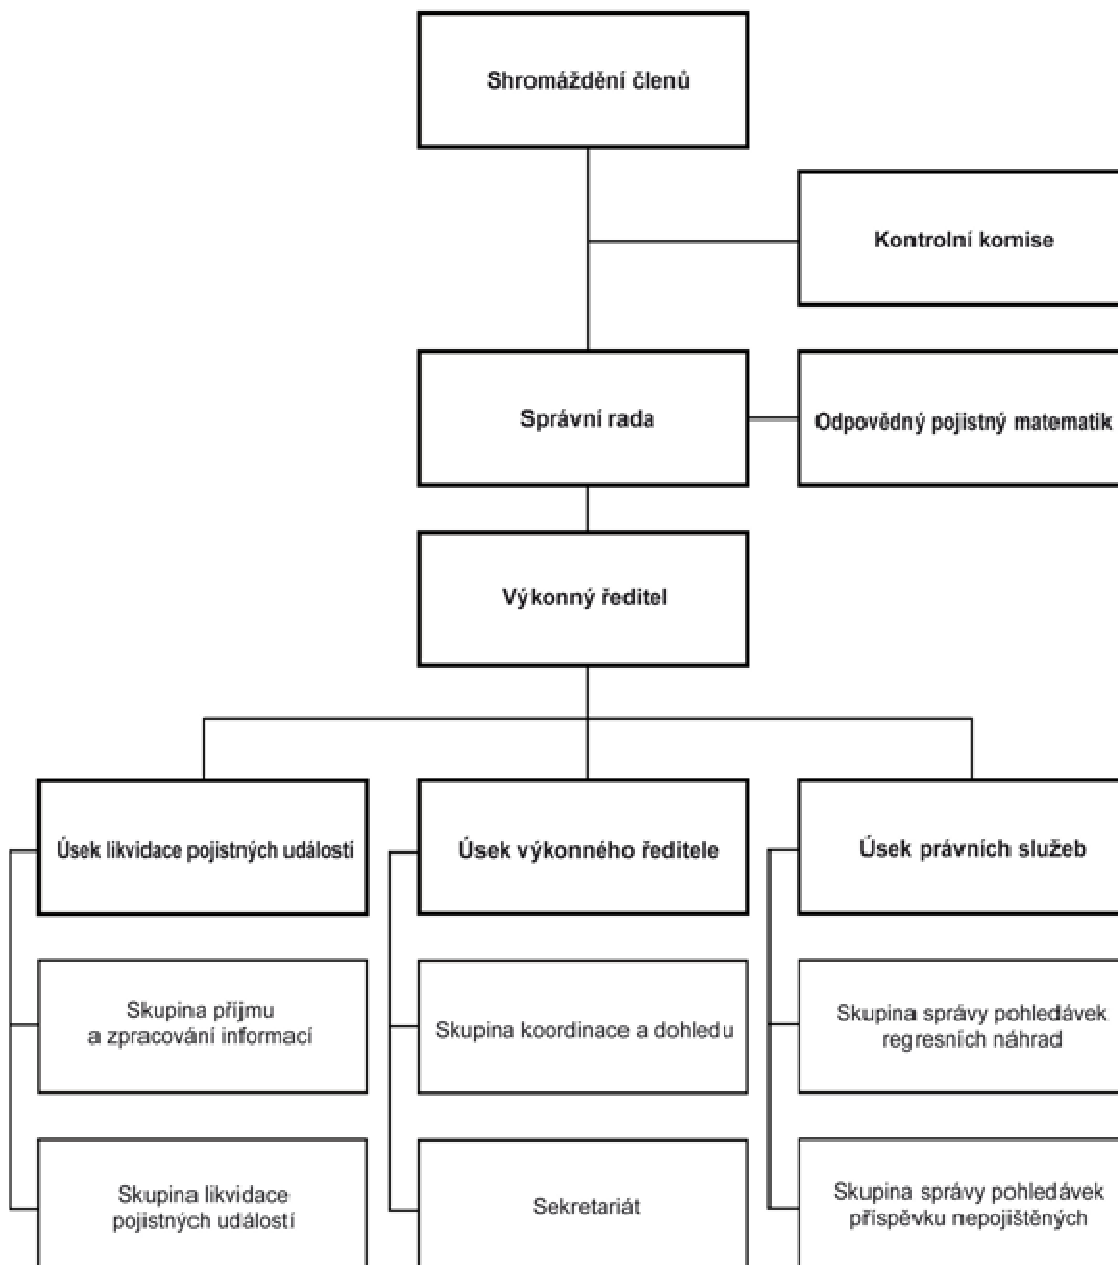 Shromáždění členů
Kontrolní komise
Správní rada
Odpovědný pojistný matematik
Výkonný ředitel
Úsek likvidace pojistných událostí
Úsek výkonného ředitele
Úsek právních služeb
Skupina příjmu
a zpracování informací
Skupina koordinace a dohledu
Skupina správy pohledávek
regresních náhrad
Skupina likvidace
pojistných událostí
Sekretariát
Skupina správy pohledávek
příspěvku nepojištěných